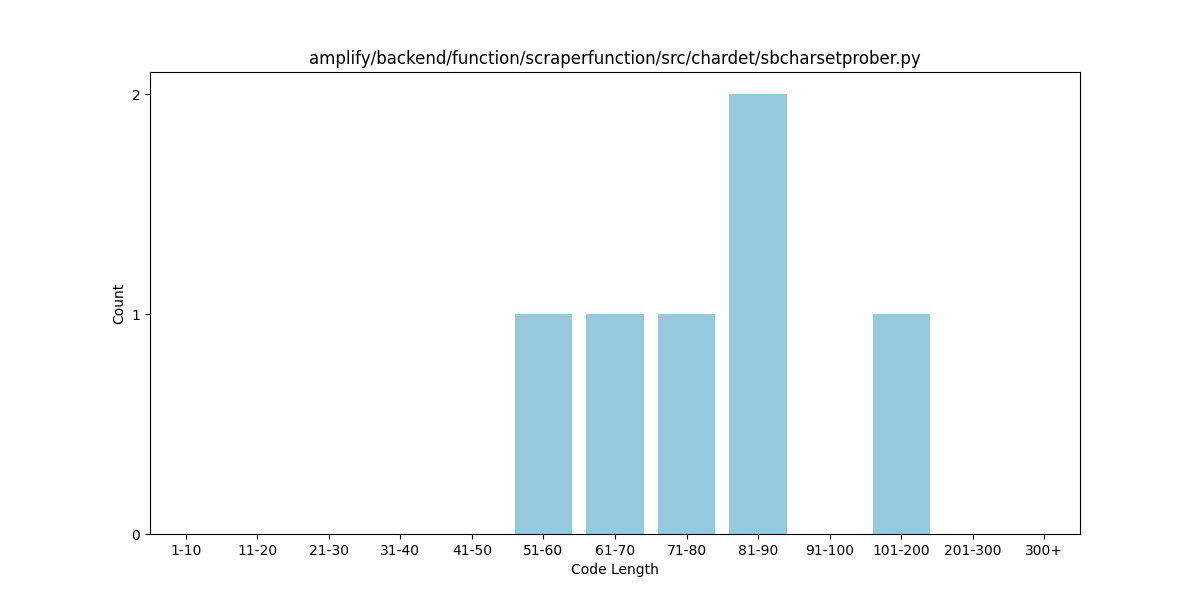 amplify/backend/function/scraperfunction/src/chardet/sbcharsetprober.py
2
1
0
Count
1-10 11-20 21-30 31-40 41-50 51-60 61-70 71-80 81-90 91-100 101-200 201-300 300+
Code Length